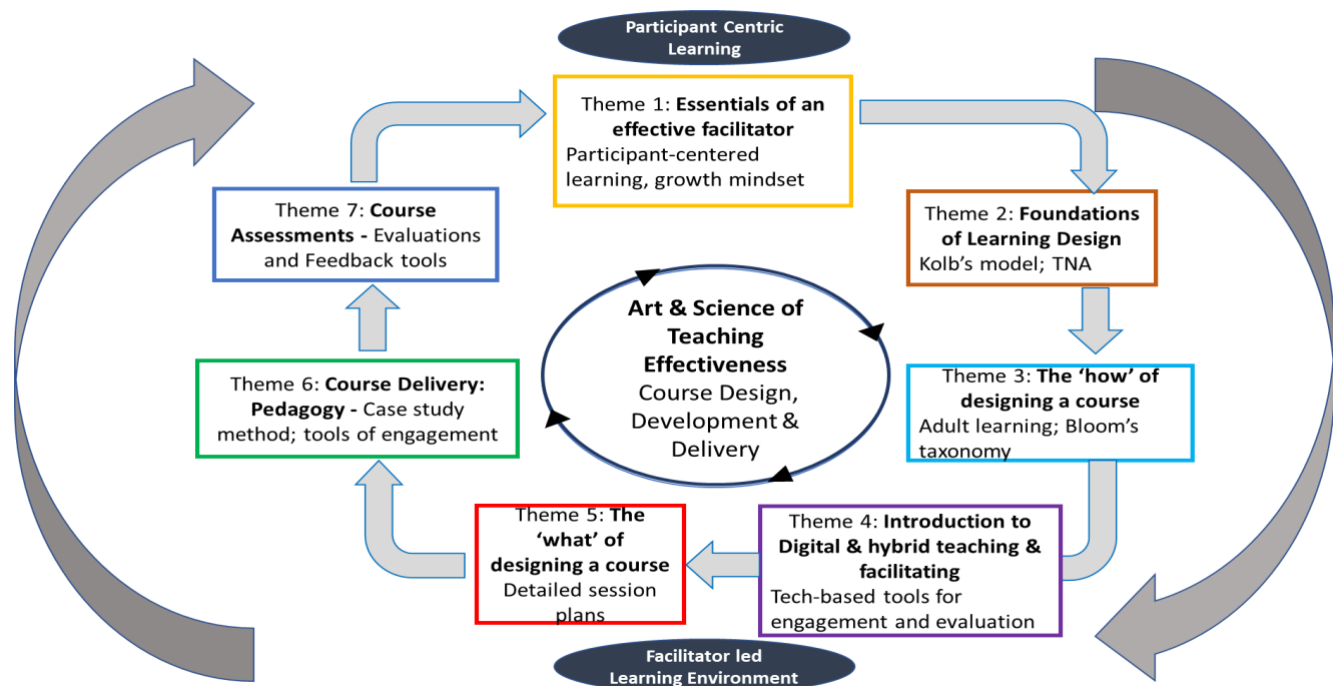 Participant Centric
Learning
Theme 1: Essentials of an
effective facilitator
Participant-centered
learning, growth mindset
Theme 2: Foundations
of Learning Design
Kolb's model; TNA
Theme 3: The 'how' of
designing a course
Adult learning; Bloom's
taxonomy
Theme 4: Introduction to
Digital & hybrid teaching &
facilitating
Tech-based tools for
engagement and evaluation
Theme 5: The
'what' of
designing a course
Detailed session
plans
Theme 6: Course Delivery:
Pedagogy - Case study
method; tools of engagement
Theme 7: Course
Assessments - Evaluations
and Feedback tools
Art & Science of
Teaching
Effectiveness
Course Design,
Development &
Delivery
Facilitator led
Learning Environment